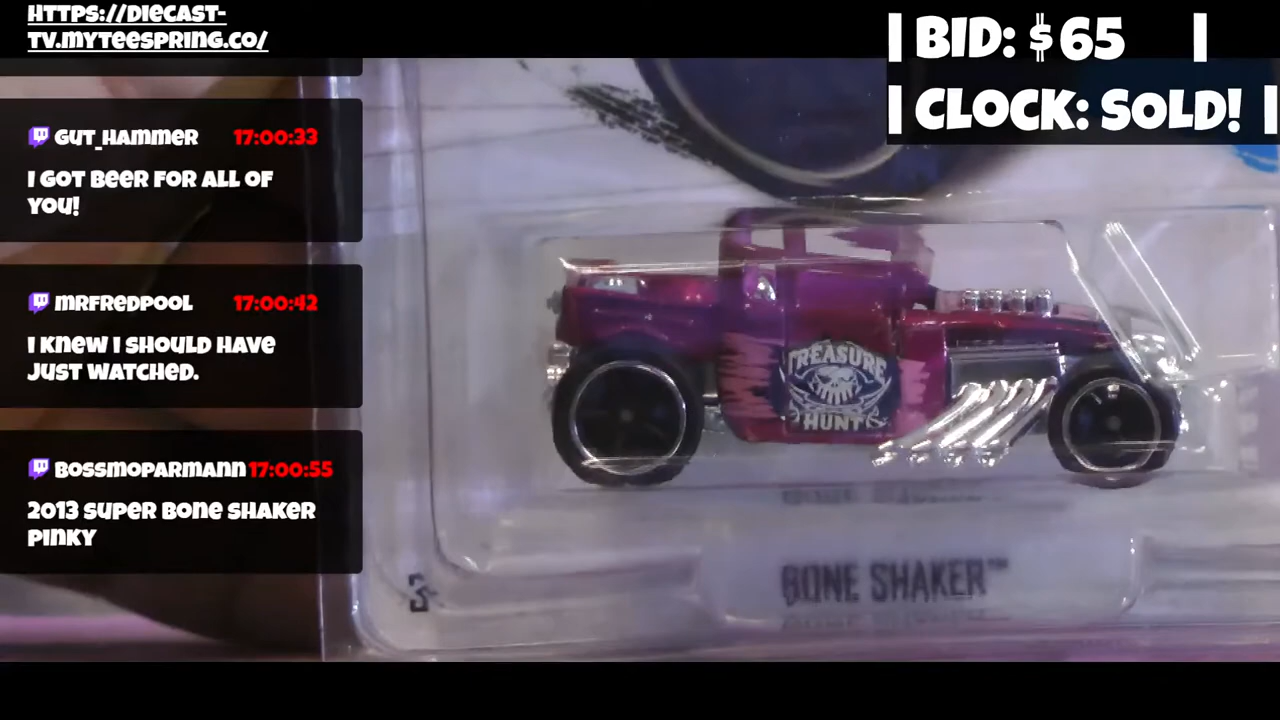 HTTPS://DIECAST-
TV.MYTEESPRING.CO/
GUT_HAMMER 17:00:33
I GOT BEER FOR ALL OF
YOU!
MRFREDPOOL 17:00:42
I KNEW I SHOULD HAVE
JUST WATCHED.
BOSSMOPARMANN 17:00:55
2013 SUPER BONE SHAKER
PINKY
| BID: $65 |
| CLOCK: SOLD! |
TREASURE
HUNT
BONE SHAKER™